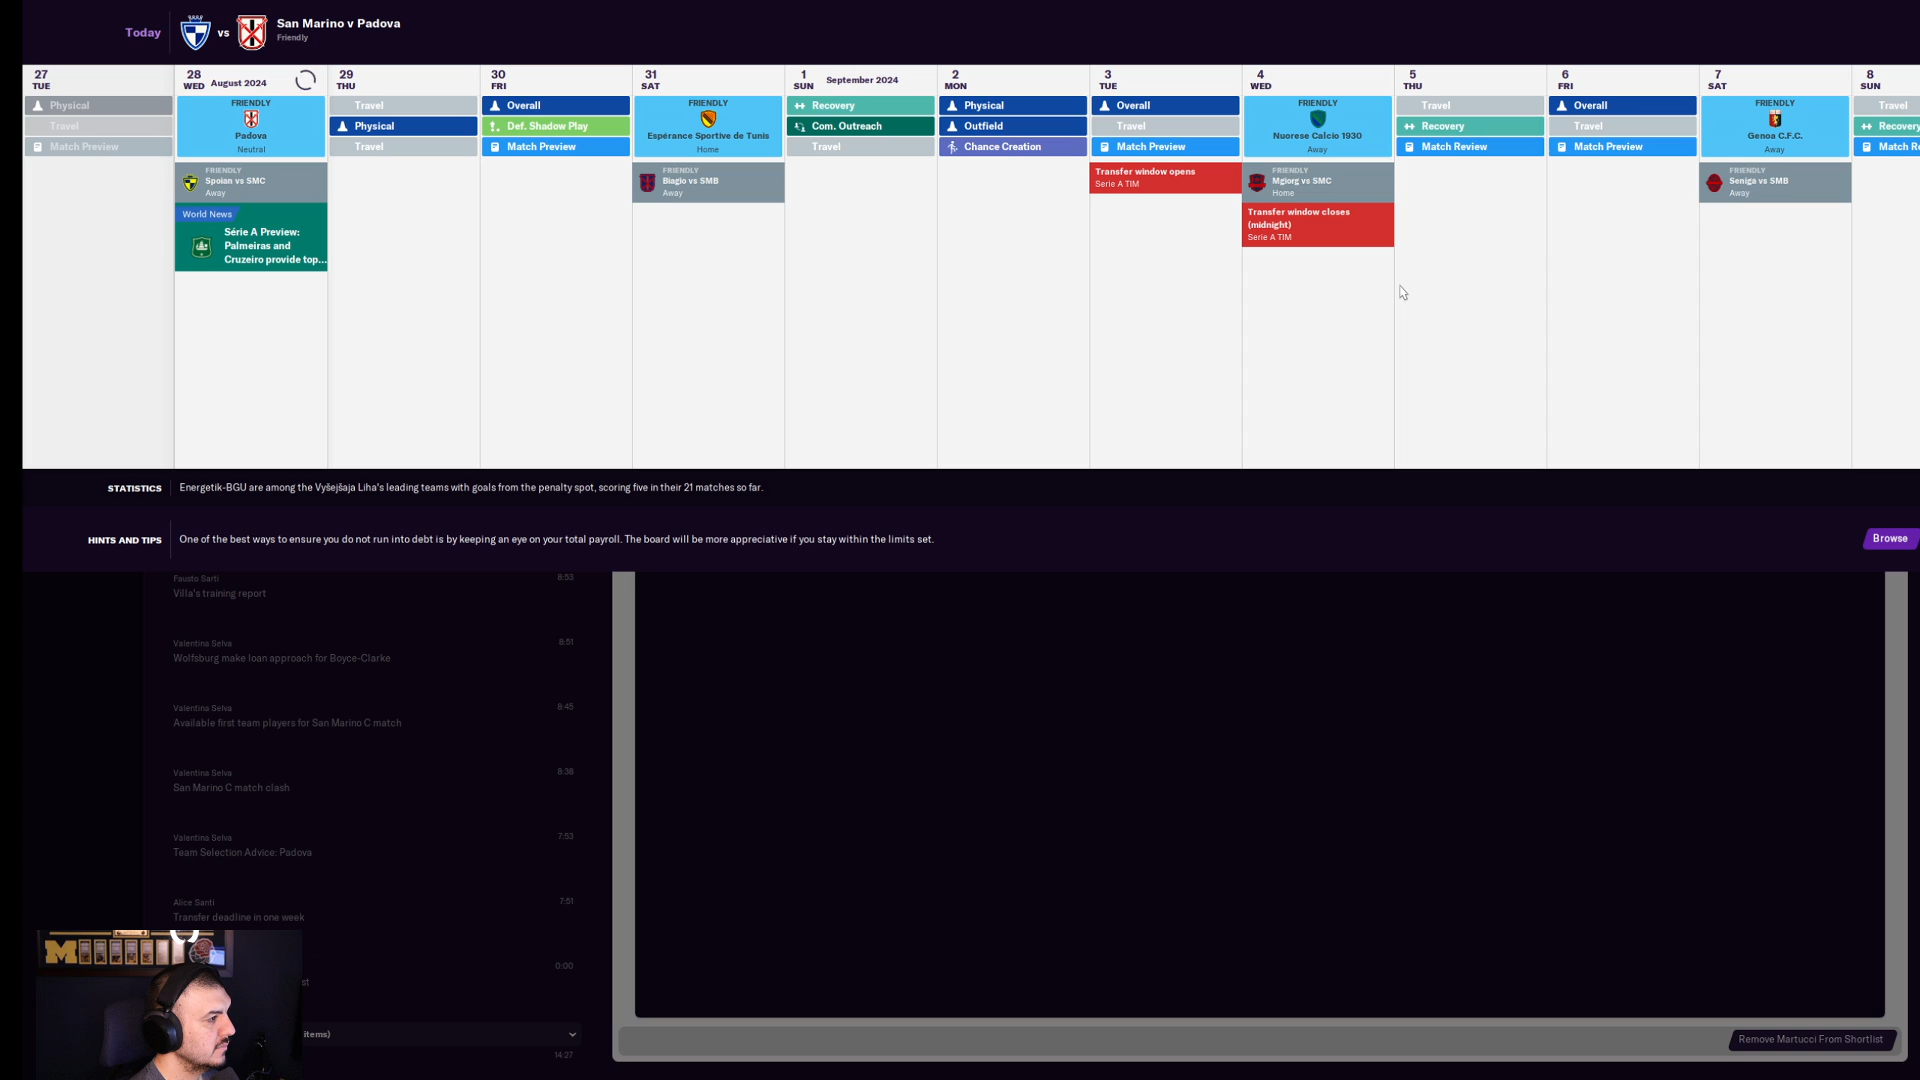 Today
vs
San Marino v Padova
Friendly
27
TUE
28
WED
August 2024
29
THU
30
FRI
31
SAT
1
SUN
September 2024
2
MON
3
TUE
4
WED
5
THU
6
FRI
7
SAT
8
SUN
Physical
Travel
Match Preview
FRIENDLY
Padova
Neutral
Travel
Physical
Travel
Overall
Def. Shadow Play
Match Preview
FRIENDLY
Espérance Sportive de Tunis
Home
Recovery
Com. Outreach
Travel
Physical
Outfield
Chance Creation
Overall
Travel
Match Preview
FRIENDLY
Nuorese Calcio 1930
Away
Travel
Recovery
Match Review
Overall
Travel
Match Preview
FRIENDLY
Genoa C.F.C.
Away
Travel
Recovery
Match Re
FRIENDLY
Spoian vs SMC
Away
World News
Série A Preview:
Palmeiras and
Cruzeiro provide top...
FRIENDLY
Biagio vs SMB
Away
Transfer window opens
Serie A TIM
FRIENDLY
Mgiorg vs SMC
Home
Transfer window closes
(midnight)
Serie A TIM
FRIENDLY
Seniga vs SMB
Away
STATISTICS
Energetik-BGU are among the Vyšejšaja Liha's leading teams with goals from the penalty spot, scoring five in their 21 matches so far.
HINTS AND TIPS
One of the best ways to ensure you do not run into debt is by keeping an eye on your total payroll. The board will be more appreciative if you stay within the limits set.
Browse
Fausto Sarti
8:53
Villa's training report
Valentina Selva
8:51
Wolfsburg make loan approach for Boyce-Clarke
Valentina Selva
8:45
Available first team players for San Marino C match
Valentina Selva
8:38
San Marino C match clash
Valentina Selva
7:53
Team Selection Advice: Padova
Alice Santi
7:51
Transfer deadline in one week
0:00
st
items)
14:27
M
Remove Martucci From Shortlist